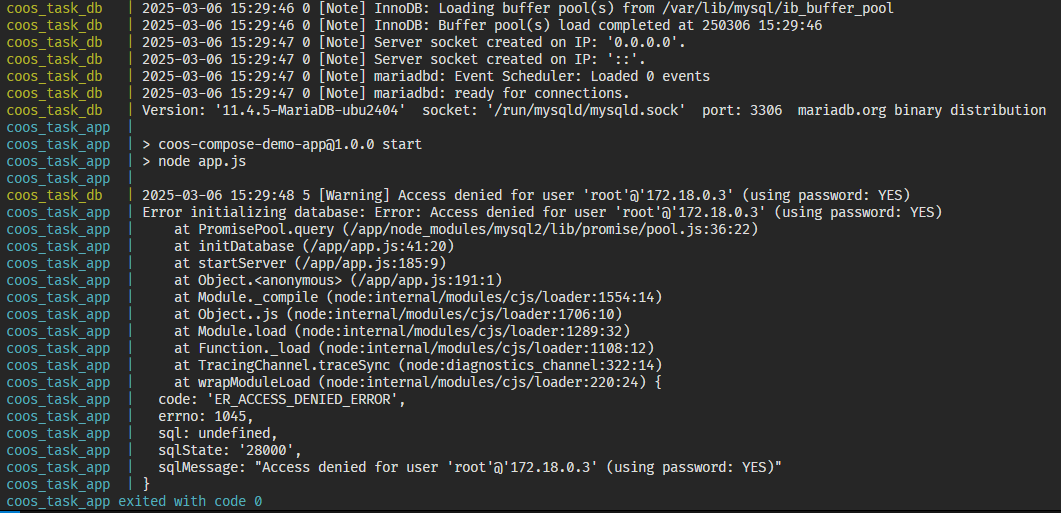 coos_task_db   | 2025-03-06 15:29:46 0 [Note] InnoDB: Loading buffer pool(s) from /var/lib/mysql/ib_buffer_pool
coos_task_db   | 2025-03-06 15:29:46 0 [Note] InnoDB: Buffer pool(s) load completed at 250306 15:29:46
coos_task_db   | 2025-03-06 15:29:47 0 [Note] Server socket created on IP: '0.0.0.0'.
coos_task_db   | 2025-03-06 15:29:47 0 [Note] Server socket created on IP: '::'.
coos_task_db   | 2025-03-06 15:29:47 0 [Note] mariadbd: Event Scheduler: Loaded 0 events
coos_task_db   | 2025-03-06 15:29:47 0 [Note] mariadbd: ready for connections.
coos_task_db   | Version: '11.4.5-MariaDB-ubu2404'  socket: '/run/mysqld/mysqld.sock'  port: 3306  mariadb.org binary distribution
coos_task_app  |
coos_task_app  | > coos-compose-demo-app@1.0.0 start
coos_task_app  | > node app.js
coos_task_app  |
coos_task_db   | 2025-03-06 15:29:48 5 [Warning] Access denied for user 'root'@'172.18.0.3' (using password: YES)
coos_task_app  | Error initializing database: Error: Access denied for user 'root'@'172.18.0.3' (using password: YES)
coos_task_app  |     at PromisePool.query (/app/node_modules/mysql2/lib/promise/pool.js:36:22)
coos_task_app  |     at initDatabase (/app/app.js:41:20)
coos_task_app  |     at startServer (/app/app.js:185:9)
coos_task_app  |     at Object.<anonymous> (/app/app.js:191:1)
coos_task_app  |     at Module._compile (node:internal/modules/cjs/loader:1554:14)
coos_task_app  |     at Object..js (node:internal/modules/cjs/loader:1706:10)
coos_task_app  |     at Module.load (node:internal/modules/cjs/loader:1289:32)
coos_task_app  |     at Function._load (node:internal/modules/cjs/loader:1108:12)
coos_task_app  |     at TracingChannel.traceSync (node:diagnostics_channel:322:14)
coos_task_app  |     at wrapModuleLoad (node:internal/modules/cjs/loader:220:24) {
coos_task_app  |   code: 'ER_ACCESS_DENIED_ERROR',
coos_task_app  |   errno: 1045,
coos_task_app  |   sql: undefined,
coos_task_app  |   sqlState: '28000',
coos_task_app  |   sqlMessage: "Access denied for user 'root'@'172.18.0.3' (using password: YES)"
coos_task_app  | }
coos_task_app exited with code 0